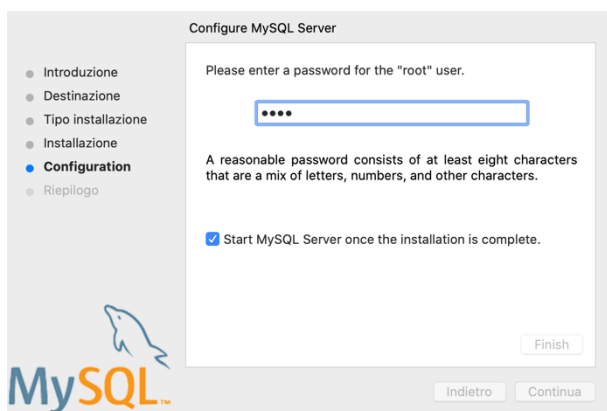 Configure MySQL Server
Introduzione
Destinazione
Tipo installazione
Installazione
Configuration
Riepilogo
Please enter a password for the "root" user.
••••
A reasonable password consists of at least eight characters
that are a mix of letters, numbers, and other characters.
Start MySQL Server once the installation is complete.
Finish
MySQL™
Indietro
Continua